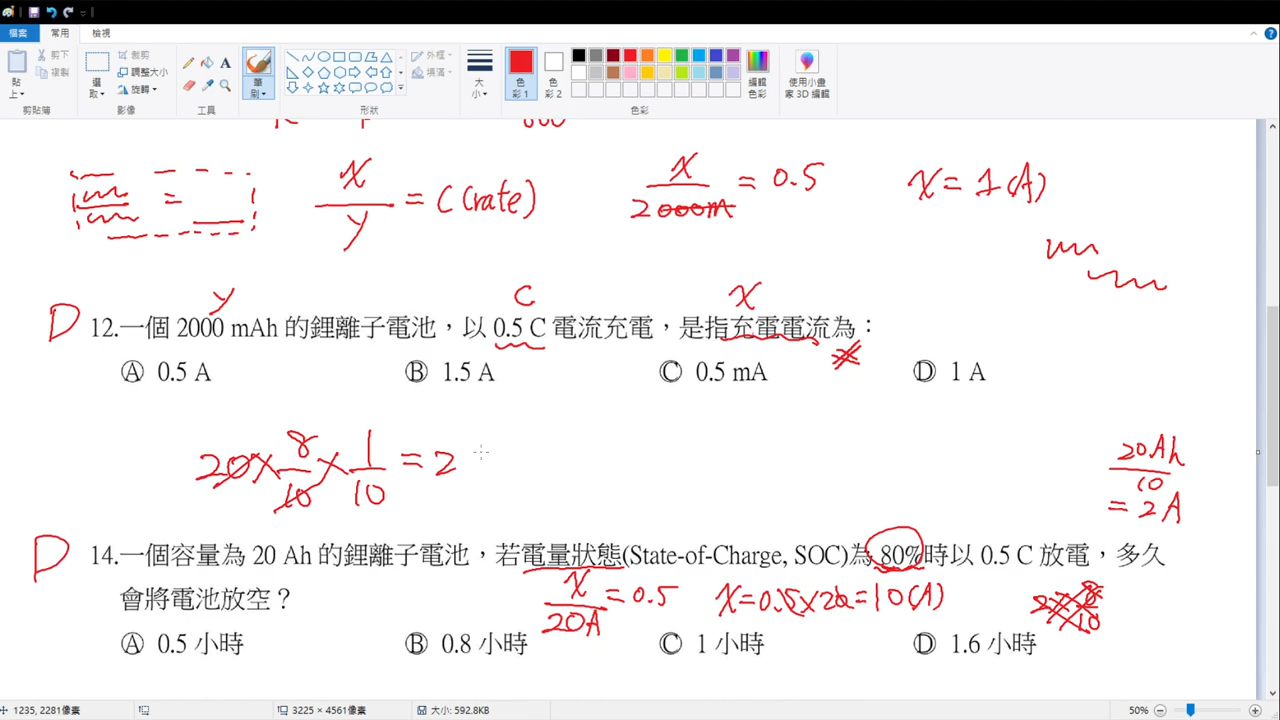 檔案 常用 檢視
貼上 剪下 複製 剪貼簿
選取 裁剪 調整大小 旋轉 影像
A 工具
筆刷
外框 填滿 形狀
大小
色彩 1 色彩 2 編輯色彩 色彩
使用小畫家 3D 編輯
x/y = C(rate)
x/2000m = 0.5
x = 1(A)
y C x
D 12.一個 2000 mAh 的鋰離子電池，以 0.5 C 電流充電，是指充電電流為：
Ⓐ 0.5 A Ⓑ 1.5 A Ⓒ 0.5 mA Ⓓ 1 A
20×8/10×1/10=2
20Ah/10
= 2A
D 14.一個容量為 20 Ah 的鋰離子電池，若電量狀態(State-of-Charge, SOC)為 80%時以 0.5 C 放電，多久
會將電池放空？
x/20A = 0.5 x=0.5×20=10(A)
Ⓐ 0.5 小時 Ⓑ 0.8 小時 Ⓒ 1 小時 Ⓓ 1.6 小時
1235, 2281像素 3225 × 4561像素 大小: 592.8KB 50%